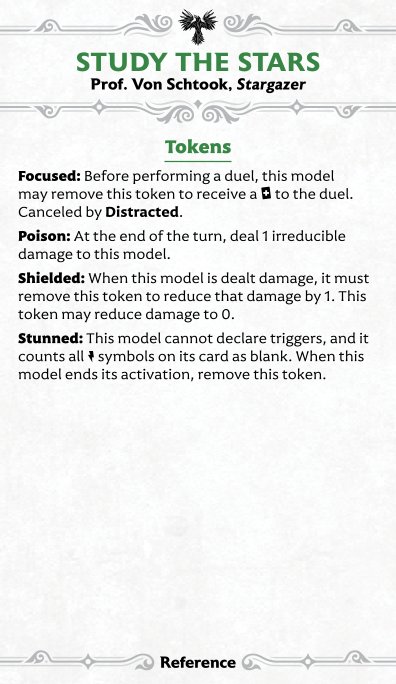 STUDY THE STARS
Prof. Von Schtook, Stargazer
Tokens
Focused: Before performing a duel, this model
may remove this token to receive a to the duel.
Canceled by Distracted.
Poison: At the end of the turn, deal 1 irreducible
damage to this model.
Shielded: When this model is dealt damage, it must
remove this token to reduce that damage by 1. This
token may reduce damage to 0.
Stunned: This model cannot declare triggers, and it
counts all symbols on its card as blank. When this
model ends its activation, remove this token.
Reference